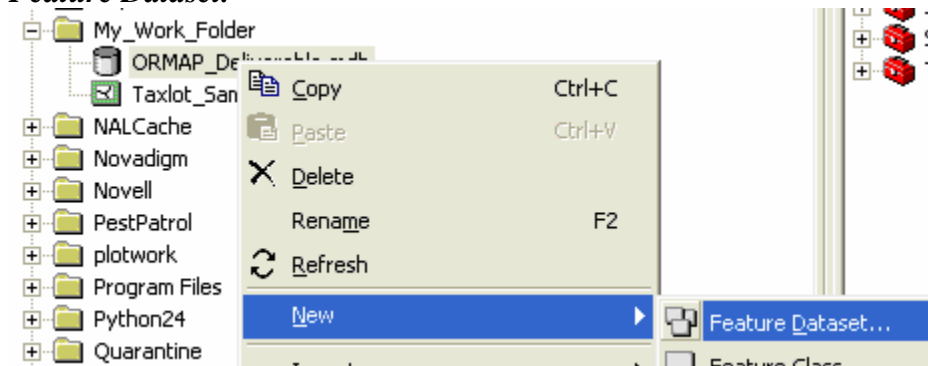 Feature Dataset.
My_Work_Folder
ORMAP_Deliverable.mdb
Taxlot_San
NALCache
Novadigm
Novell
PestPatrol
plotwork
Program Files
Python24
Quarantine
Copy Ctrl+C
Paste Ctrl+V
Delete
Rename F2
Refresh
New
Feature Dataset...
Feature Class